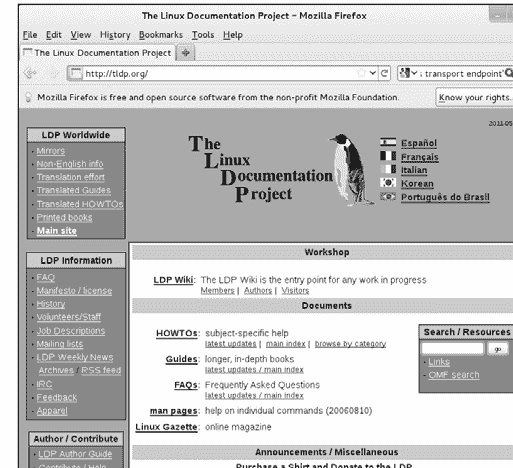 The Linux Documentation Project – Mozilla Firefox
File Edit View History Bookmarks Tools Help
The Linux Documentation Project
http://tldp.org/
transport endpoint"
Mozilla Firefox is free and open source software from the non-profit Mozilla Foundation.
Know your rights..
2011-05
LDP Worldwide
· Mirrors
· Non-English info
· Translation effort
· Translated Guides
· Translated HOWTOs
· Printed books
· Main site
LDP Information
· FAQ
· Manifesto / license
· History
· Volunteers/Staff
· Job Descriptions
· Mailing lists
· LDP Weekly News
Archives / RSS feed
· IRC
· Feedback
· Apparel
Author / Contribute
· LDP Author Guide
· Contribute / Help
The
Linux
Documentation
Project
Español
Français
Italian
Korean
Português do Brasil
Workshop
LDP Wiki: The LDP Wiki is the entry point for any work in progress
Members | Authors | Visitors
Documents
HOWTOs: subject-specific help
latest updates | main index | browse by category
Guides: longer, in-depth books
latest updates / main index
FAQs: Frequently Asked Questions
latest updates / main index
man pages: help on individual commands (20060810)
Linux Gazette: online magazine
Search / Resources
go
· Links
· OMF search
Announcements / Miscellaneous
Purchase a Shirt and Donate to the LDP